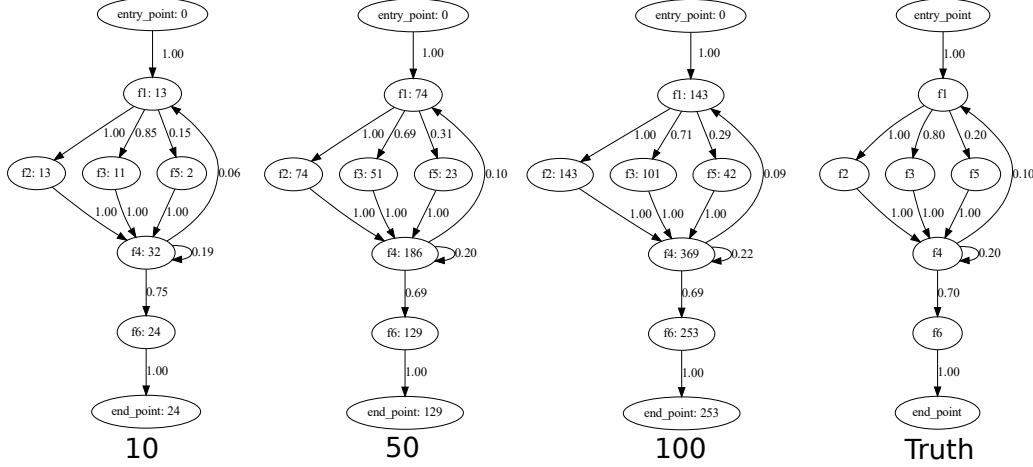 entry_point: 0 entry_point: 0 entry_point: 0 entry_point
1.00 1.00 1.00 1.00
f1: 13 f1: 74 f1: 143 f1
1.00 0.85 0.15 1.00 0.69 0.31 1.00 0.71 0.29 1.00 0.80 0.20
f2: 13 f3: 11 f5: 2 0.06 f2: 74 f3: 51 f5: 23 0.10 f2: 143 f3: 101 f5: 42 0.09 f2 f3 f5 0.10
1.00 1.00 1.00 1.00 1.00 1.00 1.00 1.00 1.00 1.00 1.00 1.00
f4: 32 0.19 f4: 186 0.20 f4: 369 0.22 f4 0.20
0.75 0.69 0.69 0.70
f6: 24 f6: 129 f6: 253 f6
1.00 1.00 1.00 1.00
end_point: 24 end_point: 129 end_point: 253 end_point
10 50 100 Truth